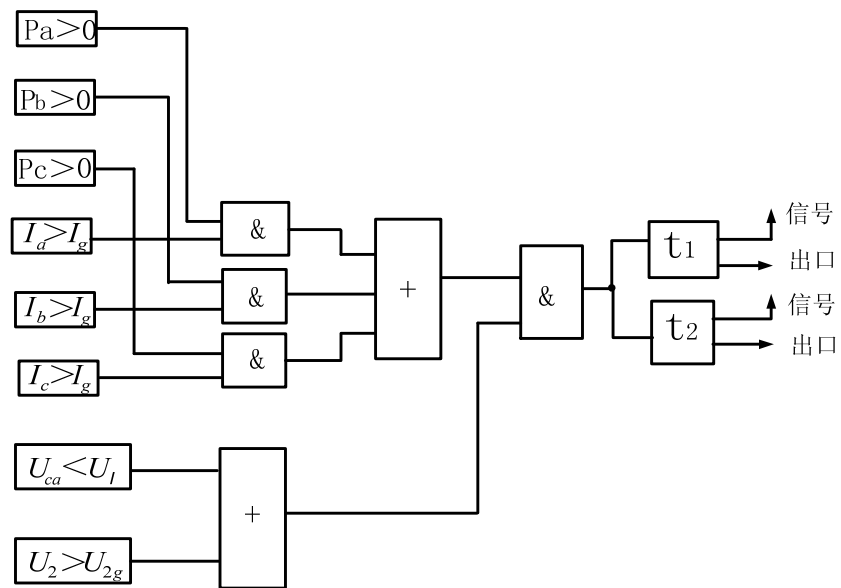 Pa>0
Pb>0
Pc>0
Ia>Ig
Ib>Ig
Ic>Ig
Uca<Ul
U2>U2g
&
&
&
+
+
&
t1
信号
出口
t2
信号
出口